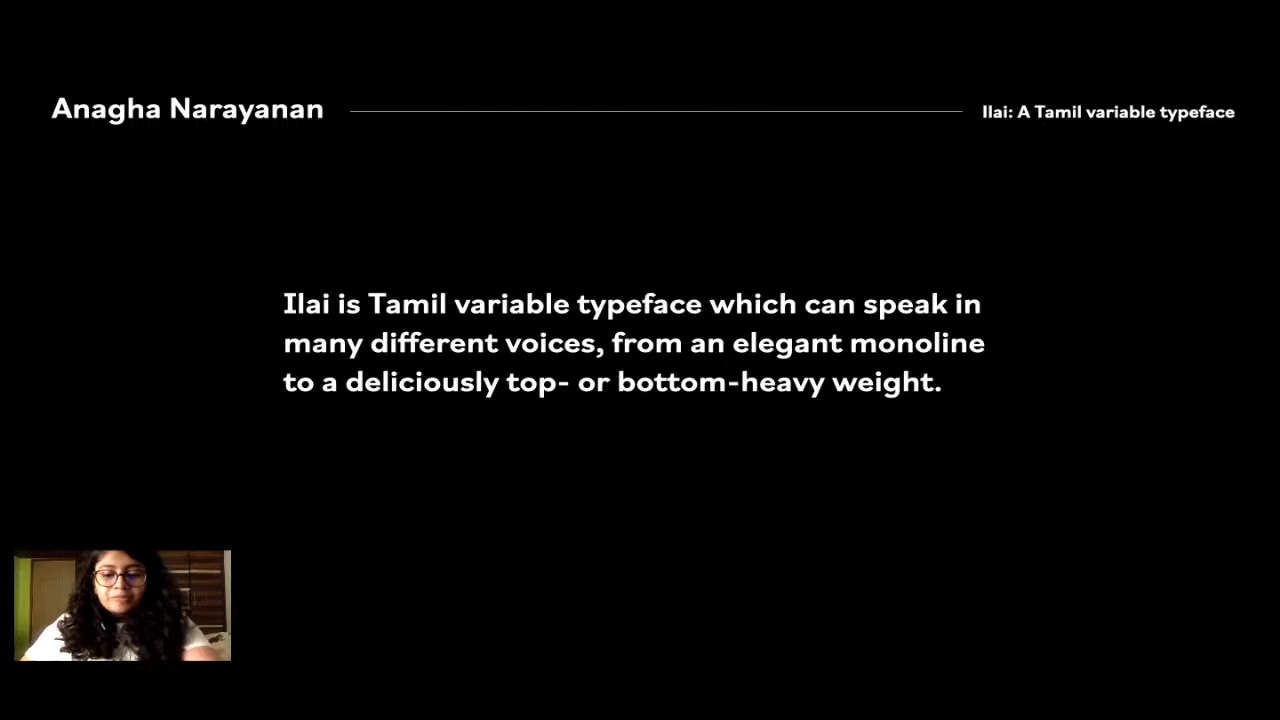 Anagha Narayanan
Ilai: A Tamil variable typeface
Ilai is Tamil variable typeface which can speak in
many different voices, from an elegant monoline
to a deliciously top- or bottom-heavy weight.